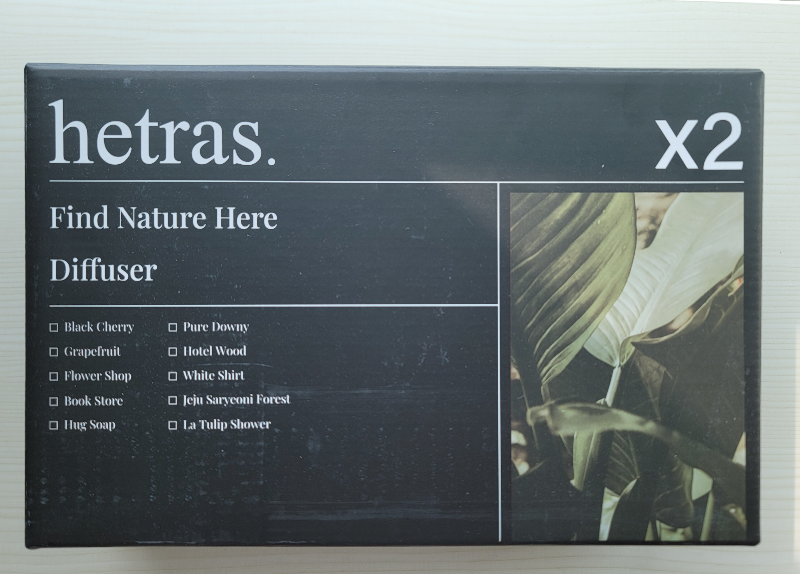 hetras.
x2
Find Nature Here
Diffuser
Black Cherry
Grapefruit
Flower Shop
Book Store
Hug Soap
Pure Downy
Hotel Wood
White Shirt
Jeju Saryeoni Forest
La Tulip Shower